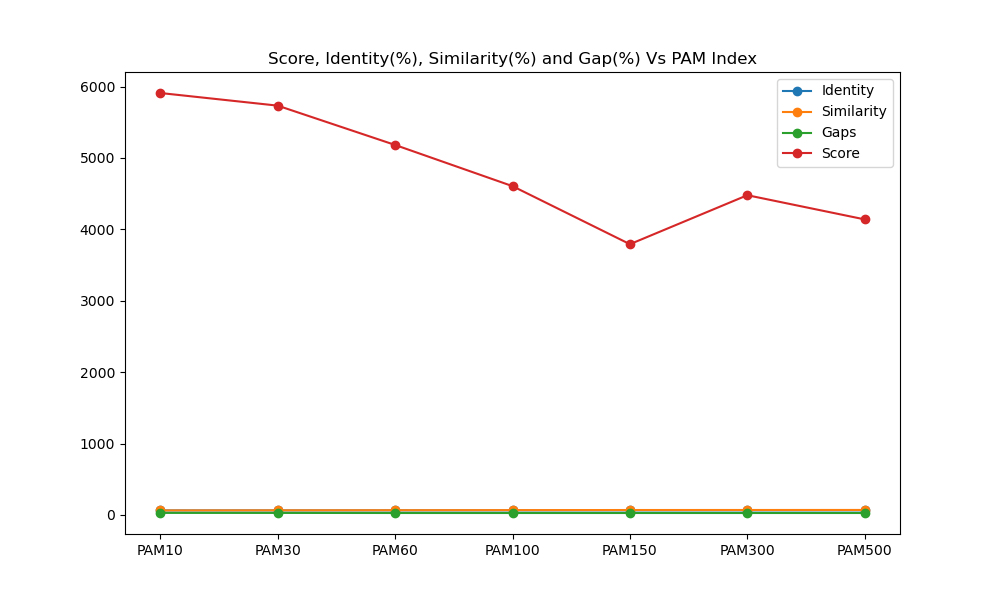 Score, Identity(%), Similarity(%) and Gap(%) Vs PAM Index
6000
5000
4000
3000
2000
1000
0
Identity
Similarity
Gaps
Score
PAM10 PAM30 PAM60 PAM100 PAM150 PAM300 PAM500